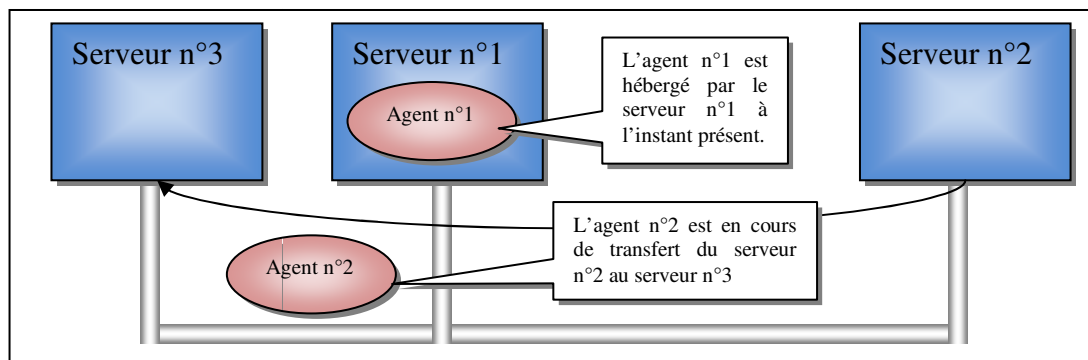 Serveur n°3
Serveur n°1
Serveur n°2
Agent n°1
L'agent n°1 est
hébergé par le
serveur n°1 à
l'instant présent.
L'agent n°2 est en cours
de transfert du serveur
n°2 au serveur n°3
Agent n°2